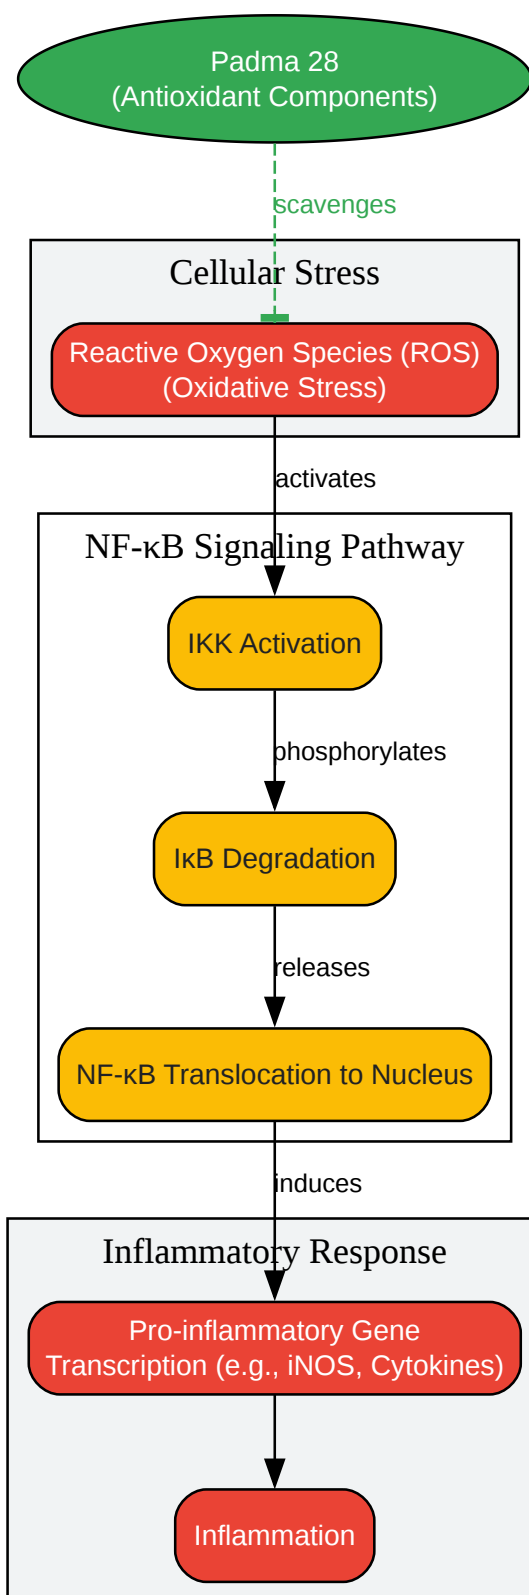 Padma 28
(Antioxidant Components)
scavenges
Cellular Stress
Reactive Oxygen Species (ROS)
(Oxidative Stress)
activates
NF-κB Signaling Pathway
IKK Activation
phosphorylates
IκB Degradation
releases
NF-κB Translocation to Nucleus
induces
Inflammatory Response
Pro-inflammatory Gene
Transcription (e.g., iNOS, Cytokines)
Inflammation